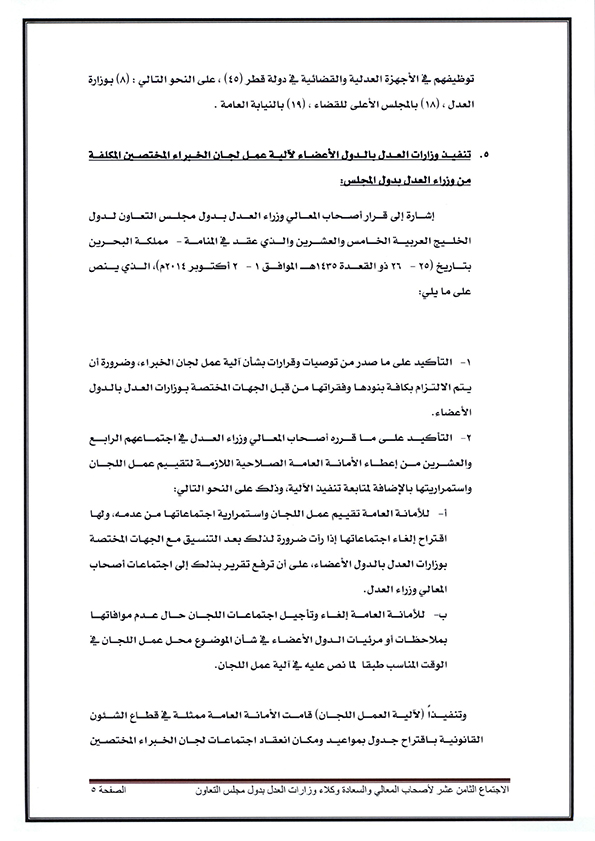 توظيفهم في الأجهزة العدلية والقضائية في دولة قطر (٤٥) ، على النحو التالي : (٨) بوزارة
العدل ، (١٨) بالمجلس الأعلى للقضاء ، (١٩) بالنيابة العامة .
٥. تنفيذ وزارات العدل بالدول الأعضاء لآلية عمل لجان الخبراء المختصين المكلفة
من وزراء العدل بدول المجلس:
إشارة إلى قرار أصحاب المعالي وزراء العدل بدول مجلس التعاون لدول
الخليج العربية الخامس والعشرين والذي عقد في المنامة - مملكة البحرين
بتاريخ (٢٥ - ٢٦ ذو القعدة ١٤٣٥هـ الموافق ١ - ٢ أكتوبر ٢٠١٤م)، الذي ينص
على ما يلي:
١- التأكيد على ما صدر من توصيات وقرارات بشأن آلية عمل لجان الخبراء، وضرورة أن
يتم الالتزام بكافة بنودها وفقراتها من قبل الجهات المختصة بوزارات العدل بالدول
الأعضاء.
٢- التأكيد على ما قرره أصحاب المعالي وزراء العدل في اجتماعهم الرابع
والعشرين من إعطاء الأمانة العامة الصلاحية اللازمة لتقييم عمل اللجان
واستمراريتها بالإضافة لمتابعة تنفيذ الآلية، وذلك على النحو التالي:
أ- للأمانة العامة تقييم عمل اللجان واستمرارية اجتماعاتها من عدمه، ولها
اقتراح إلغاء اجتماعاتها إذا رأت ضرورة لذلك بعد التنسيق مع الجهات المختصة
بوزارات العدل بالدول الأعضاء، على أن ترفع تقرير بذلك إلى اجتماعات أصحاب
المعالي وزراء العدل.
ب- للأمانة العامة إلغاء وتأجيل اجتماعات اللجان حال عدم موافاتها
بملاحظات أو مرئيات الدول الأعضاء في شأن الموضوع محل عمل اللجان في
الوقت المناسب طبقا لما نص عليه في آلية عمل اللجان.
وتنفيذاً (لآلية العمل اللجان) قامت الأمانة العامة ممثلة في قطاع الشئون
القانونية باقتراح جدول بمواعيد ومكان انعقاد اجتماعات لجان الخبراء المختصين
الاجتماع الثامن عشر لأصحاب المعالي والسعادة وكلاء وزارات العدل بدول مجلس التعاون الصفحة ٥